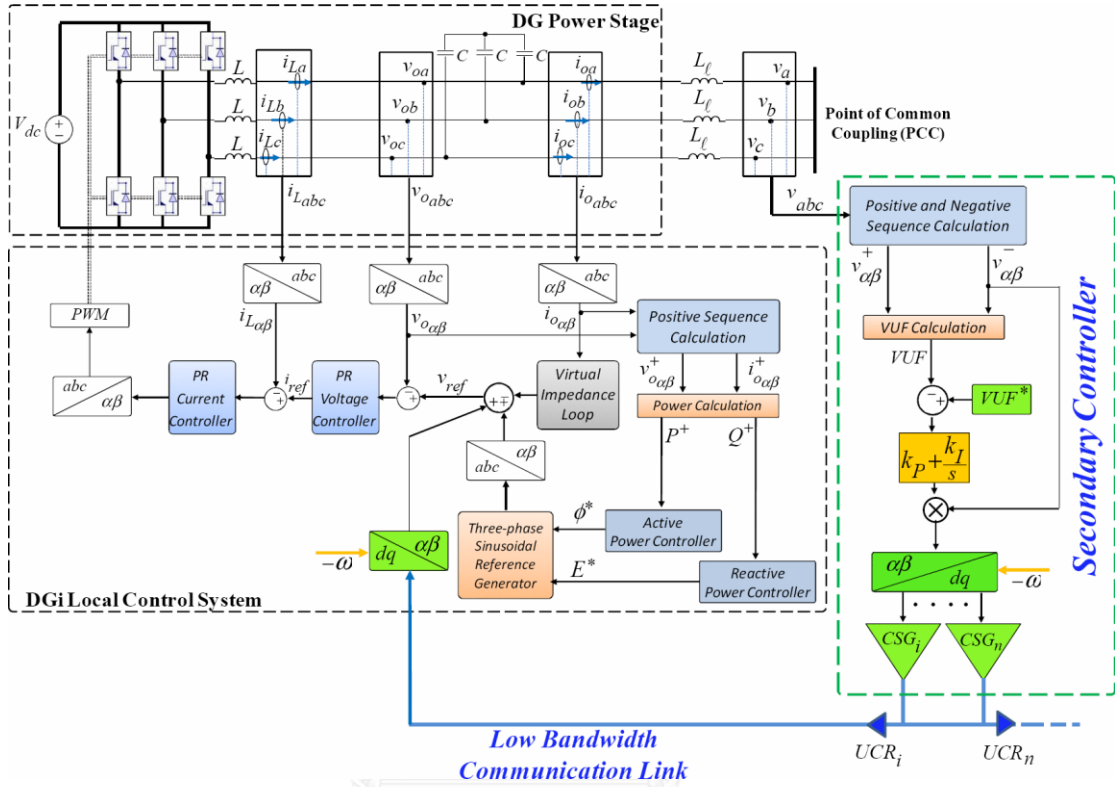 DG Power Stage
V_dc
L
L
L
i_La
i_Lb
i_Lc
v_oa
v_ob
v_oc
C
C
C
i_oa
i_ob
i_oc
L_ℓ
L_ℓ
L_ℓ
v_a
v_b
v_c
Point of Common
Coupling (PCC)
i_Labc
v_oabc
i_oabc
v_abc
Positive and Negative
Sequence Calculation
v_αβ^+
v_αβ^-
VUF Calculation
VUF
-
+
VUF*
k_P + k_I/s
αβ
dq
-ω
. . . .
CSG_i
CSG_n
Secondary Controller
abc
αβ
abc
αβ
abc
αβ
i_Lαβ
v_oαβ
i_oαβ
PWM
abc
αβ
PR
Current
Controller
-
+
i_ref
PR
Voltage
Controller
-
+
v_ref
+∓
Virtual
Impedance
Loop
Positive Sequence
Calculation
v_oαβ^+
i_oαβ^+
Power Calculation
P^+
Q^+
αβ
abc
Three-phase
Sinusoidal
Reference
Generator
ϕ*
Active
Power Controller
E*
Reactive
Power Controller
αβ
dq
-ω
DGi Local Control System
UCR_i
UCR_n
Low Bandwidth
Communication Link